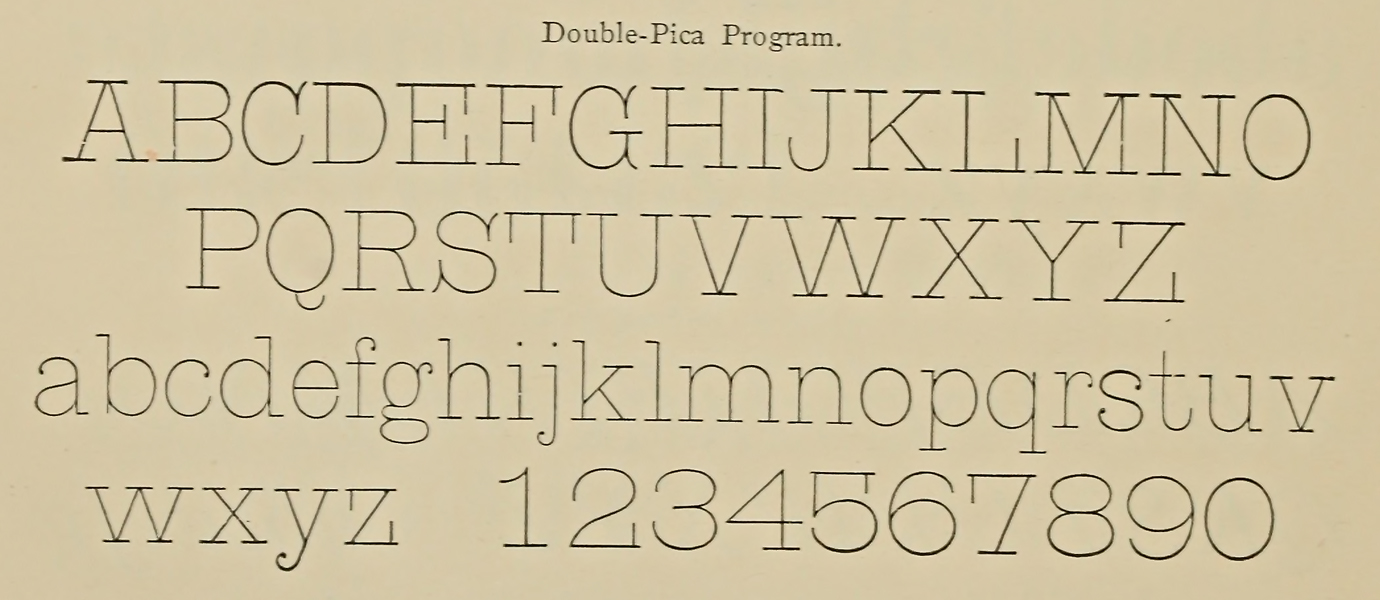 Double-Pica Program.
ABCDEFGHIJKLMNO
PQRSTUVWXYZ
abcdefghijklmnopqrstuv
wxyz 1234567890